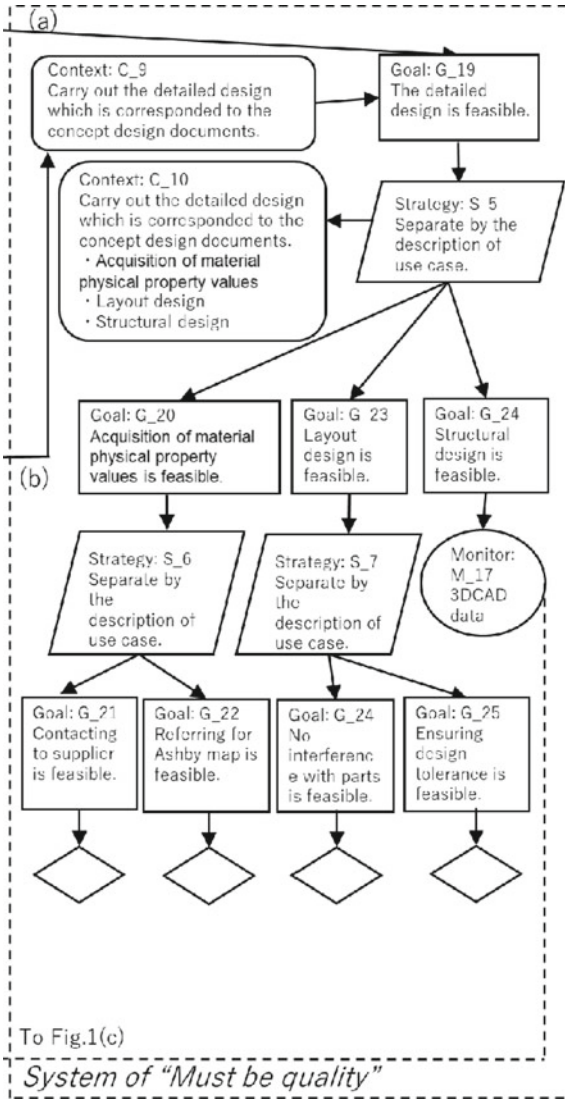 (a)
Context: C_9
Carry out the detailed design
which is corresponded to the
concept design documents.
Goal: G_19
The detailed
design is feasible.
Context: C_10
Carry out the detailed design
which is corresponded to the
concept design documents.
・Acquisition of material
physical property values
・Layout design
・Structural design
Strategy: S_5
Separate by the
description of
use case.
Goal: G_20
Acquisition of material
physical property
values is feasible.
Goal: G_23
Layout
design is
feasible.
Goal: G_24
Structural
design is
feasible.
(b)
Strategy: S_6
Separate by
the
description of
use case.
Strategy: S_7
Separate by
the
description of
use case.
Monitor:
M_17
3DCAD
data
Goal: G_21
Contacting
to supplier
is feasible.
Goal: G_22
Referring for
Ashby map is
feasible.
Goal: G_24
No
interferenc
e with parts
is feasible.
Goal: G_25
Ensuring
design
tolerance is
feasible.
To Fig.1(c)
System of “Must be quality”